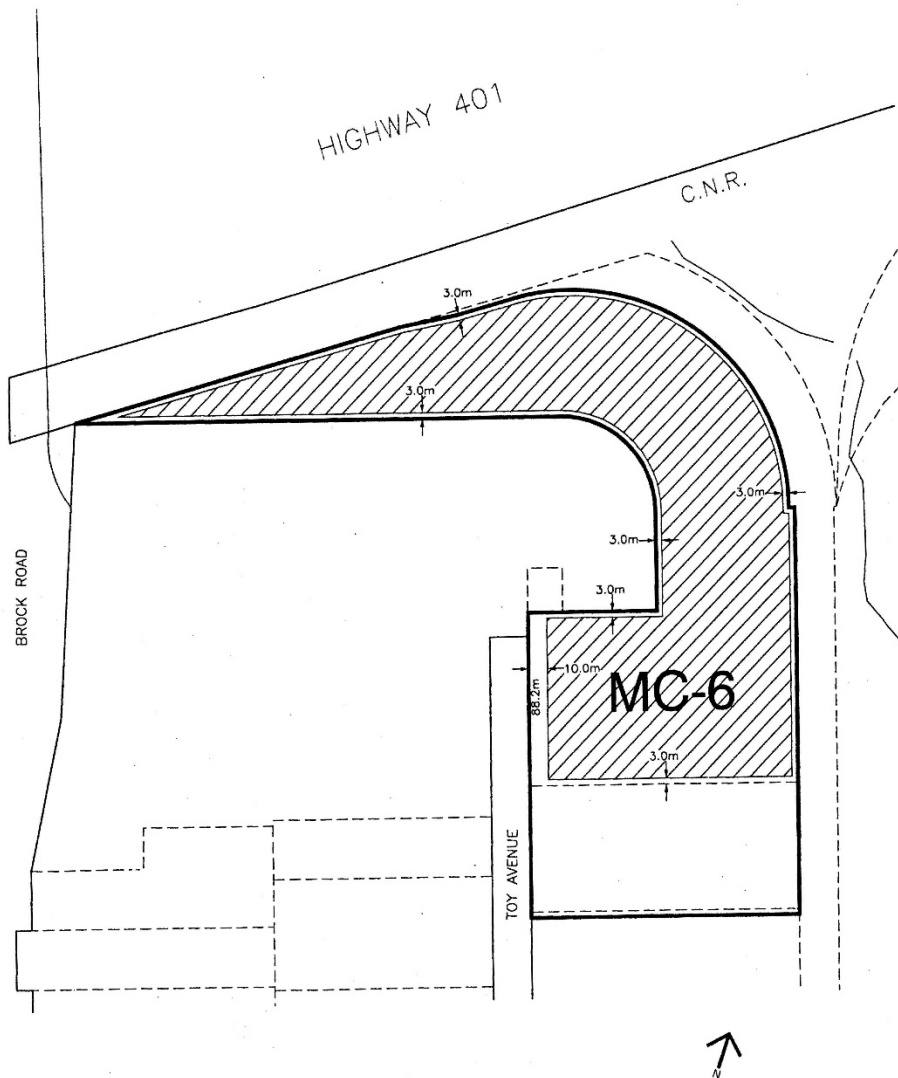 HIGHWAY 401
C.N.R.
3.0m
3.0m
3.0m
3.0m
BROCK ROAD
3.0m
10.0m
88.2m
MC-6
3.0m
TOY AVENUE
N